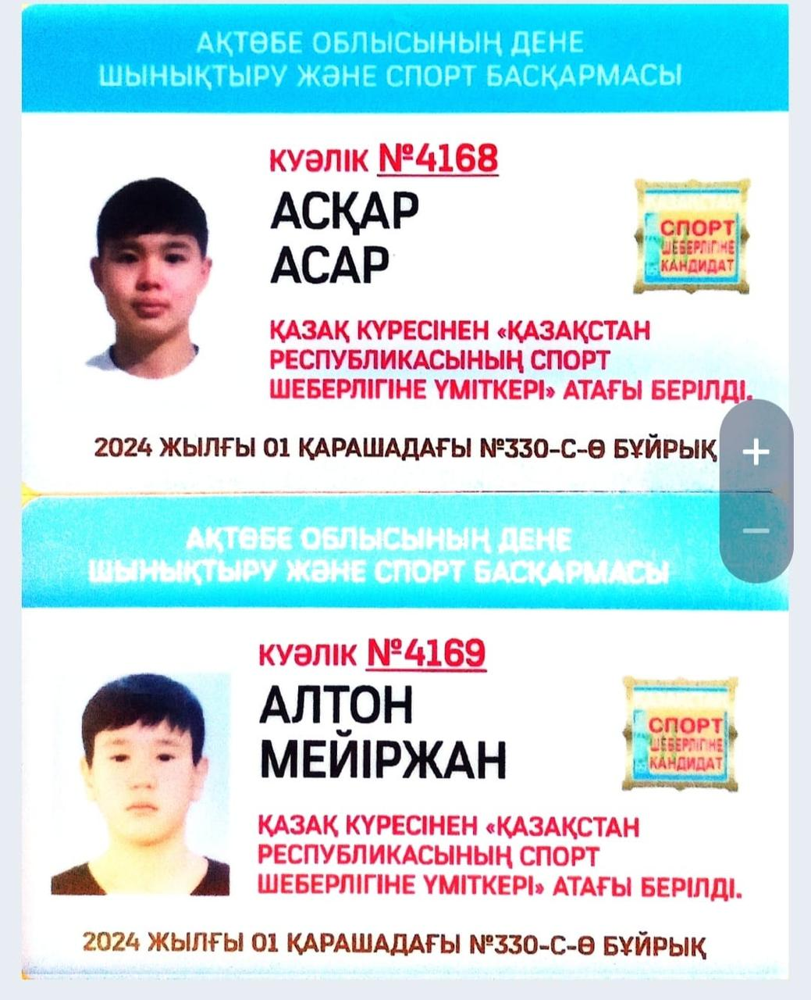 АҚТӨБЕ ОБЛЫСЫНЫҢ ДЕНЕ
ШЫНЫҚТЫРУ ЖӘНЕ СПОРТ БАСҚАРМАСЫ
КУӘЛІК №4168
АСҚАР
АСАР
СПОРТ
ШЕБЕРЛІГІНЕ
КАНДИДАТ
ҚАЗАҚ КҮРЕСІНЕН «ҚАЗАҚСТАН
РЕСПУБЛИКАСЫНЫҢ СПОРТ
ШЕБЕРЛІГІНЕ ҮМІТКЕРІ» АТАҒЫ БЕРІЛДІ.
2024 ЖЫЛҒЫ 01 ҚАРАШАДАҒЫ №330-С-Ө БҰЙРЫҚ
АҚТӨБЕ ОБЛЫСЫНЫҢ ДЕНЕ
ШЫНЫҚТЫРУ ЖӘНЕ СПОРТ БАСҚАРМАСЫ
КУӘЛІК №4169
АЛТОН
МЕЙІРЖАН
СПОРТ
ШЕБЕРЛІГІНЕ
КАНДИДАТ
ҚАЗАҚ КҮРЕСІНЕН «ҚАЗАҚСТАН
РЕСПУБЛИКАСЫНЫҢ СПОРТ
ШЕБЕРЛІГІНЕ ҮМІТКЕРІ» АТАҒЫ БЕРІЛДІ.
2024 ЖЫЛҒЫ 01 ҚАРАШАДАҒЫ №330-С-Ө БҰЙРЫҚ